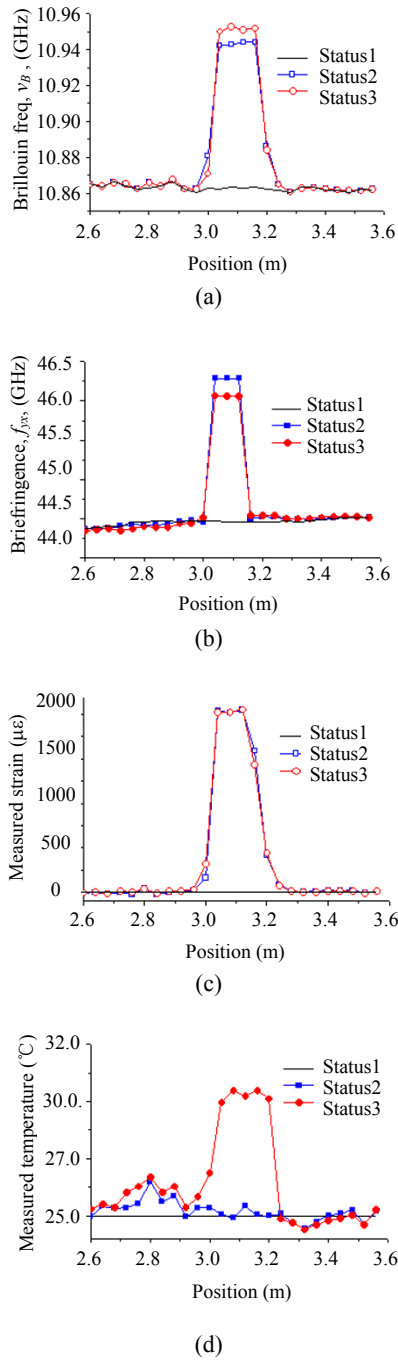 10.96
10.94
10.92
10.90
10.88
10.86
Brillouin freq, νB , (GHz)
Status1
Status2
Status3
2.6 2.8 3.0 3.2 3.4 3.6
Position (m)
(a)
46.5
46.0
45.5
45.0
44.5
44.0
Briefringence, fyx, (GHz)
Status1
Status2
Status3
2.6 2.8 3.0 3.2 3.4 3.6
Position (m)
(b)
2000
1500
1000
500
0
Measured strain (με)
Status1
Status2
Status3
2.6 2.8 3.0 3.2 3.4 3.6
Position (m)
(c)
32.0
30.0
27.0
25.0
Measured temperature (℃)
Status1
Status2
Status3
2.6 2.8 3.0 3.2 3.4 3.6
Position (m)
(d)